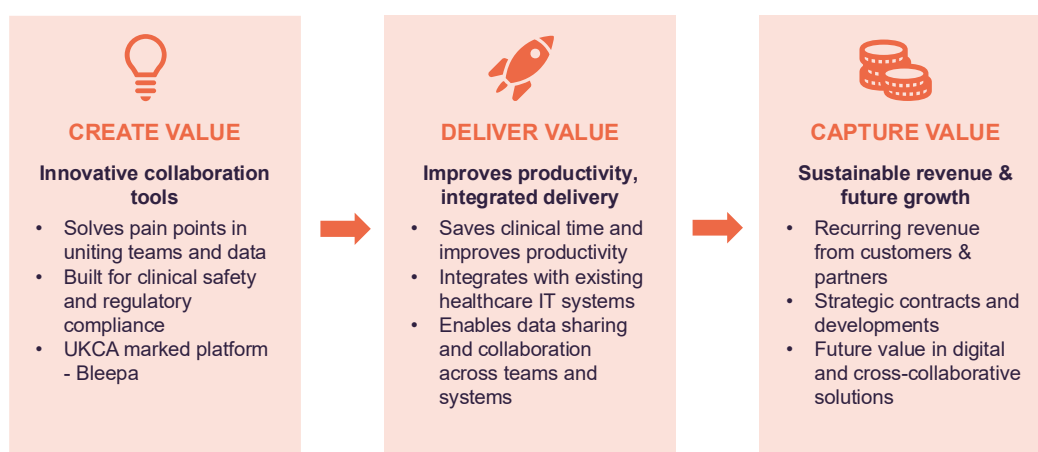 CREATE VALUE
Innovative collaboration
tools
• Solves pain points in
uniting teams and data
• Built for clinical safety
and regulatory
compliance
• UKCA marked platform
- Bleepa
DELIVER VALUE
Improves productivity,
integrated delivery
• Saves clinical time and
improves productivity
• Integrates with existing
healthcare IT systems
• Enables data sharing
and collaboration
across teams and
systems
CAPTURE VALUE
Sustainable revenue &
future growth
• Recurring revenue
from customers &
partners
• Strategic contracts and
developments
• Future value in digital
and cross-collaborative
solutions